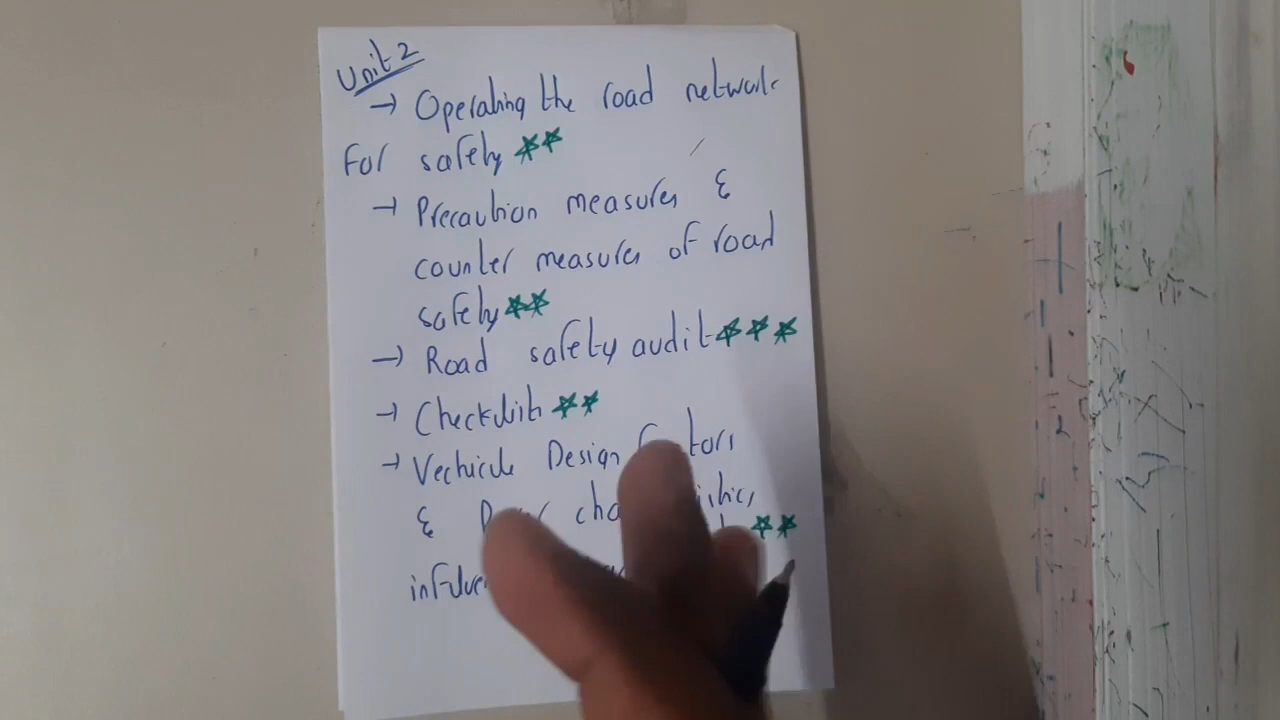 Unit 2
→ Operating the road network
for safety **
→ Precaution measures &
counter measures of road
safety **
→ Road safety audit ***
→ Checklist **
→ Vechicle Design
& **